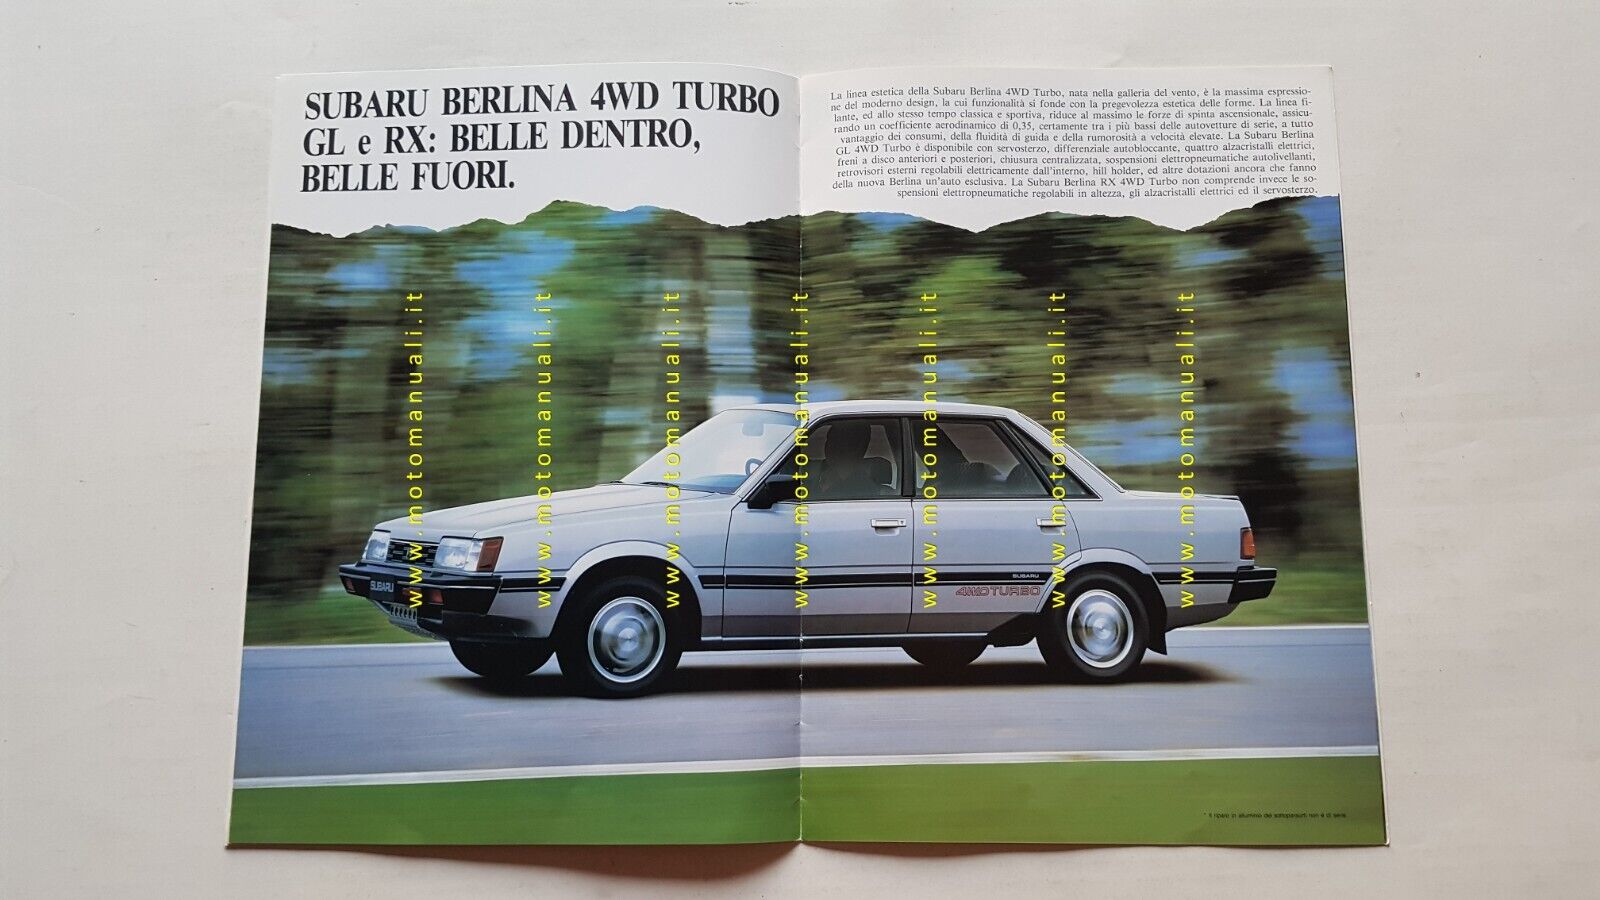 SUBARU BERLINA 4WD TURBO
GL e RX: BELLE DENTRO,
BELLE FUORI.
La linea estetica della Subaru Berlina 4WD Turbo, nata nella galleria del vento, è la massima espressio-
ne del moderno design, la cui funzionalità si fonde con la pregevolezza estetica delle forme. La linea fi-
lante, ed allo stesso tempo classica e sportiva, riduce al massimo le forze di spinta ascensionale, assicu-
rando un coefficiente aerodinamico di 0,35, certamente tra i più bassi delle autovetture di serie, a tutto
vantaggio dei consumi, della fluidità di guida e della rumorosità a velocità elevate. La Subaru Berlina
GL 4WD Turbo è disponibile con servosterzo, differenziale autobloccante, quattro alzacristalli elettrici,
freni a disco anteriori e posteriori, chiusura centralizzata, sospensioni elettropneumatiche autolivellanti,
retrovisori esterni regolabili elettricamente dall'interno, hill holder, ed altre dotazioni ancora che fanno
della nuova Berlina un'auto esclusiva. La Subaru Berlina RX 4WD Turbo non comprende invece le so-
spensioni elettropneumatiche regolabili in altezza, gli alzacristalli elettrici ed il servosterzo.
www.motomanuali.it
www.motomanuali.it
www.motomanuali.it
www.motomanuali.it
www.motomanuali.it
www.motomanuali.it
www.motomanuali.it
SUBARU
SUBARU
4WD TURBO
* Il riparo in alluminio dei sottoparaurti non è di serie.